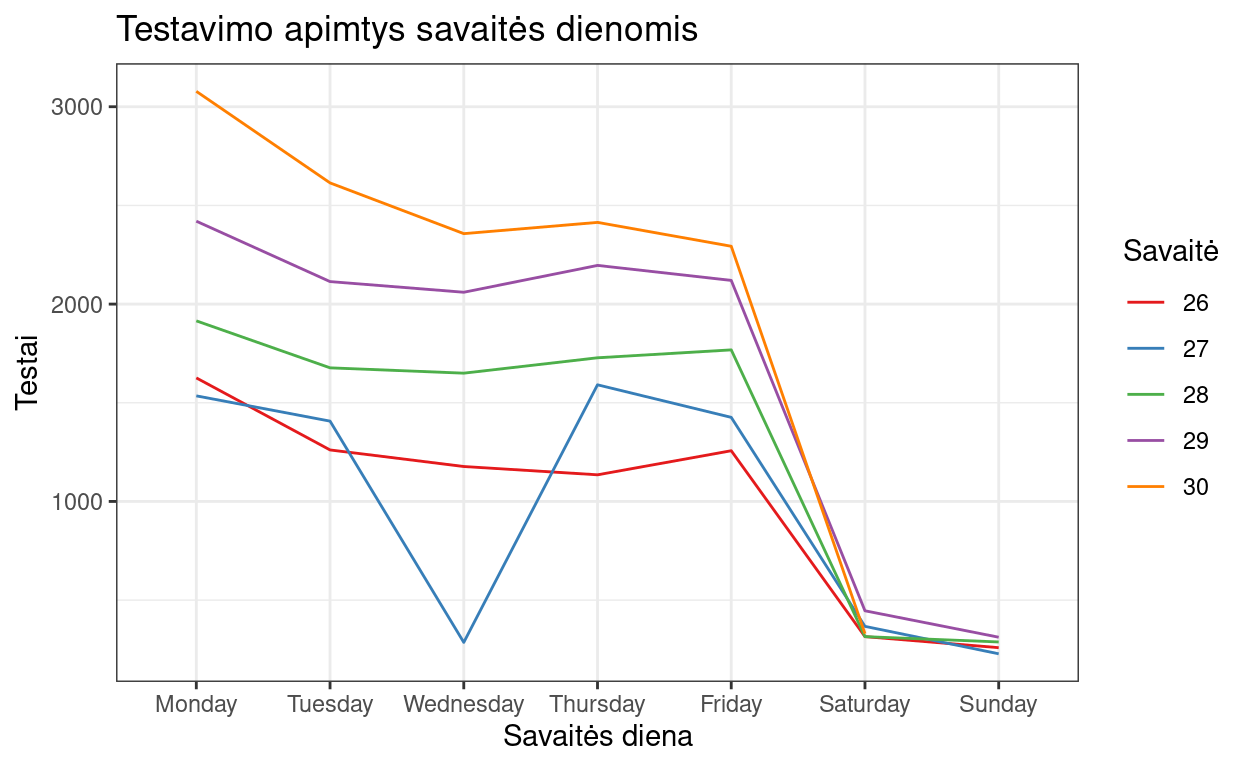 Testavimo apimtys savaitės dienomis
3000
2000
1000
Testai
Monday
Tuesday
Wednesday
Thursday
Friday
Saturday
Sunday
Savaitės diena
Savaitė
26
27
28
29
30